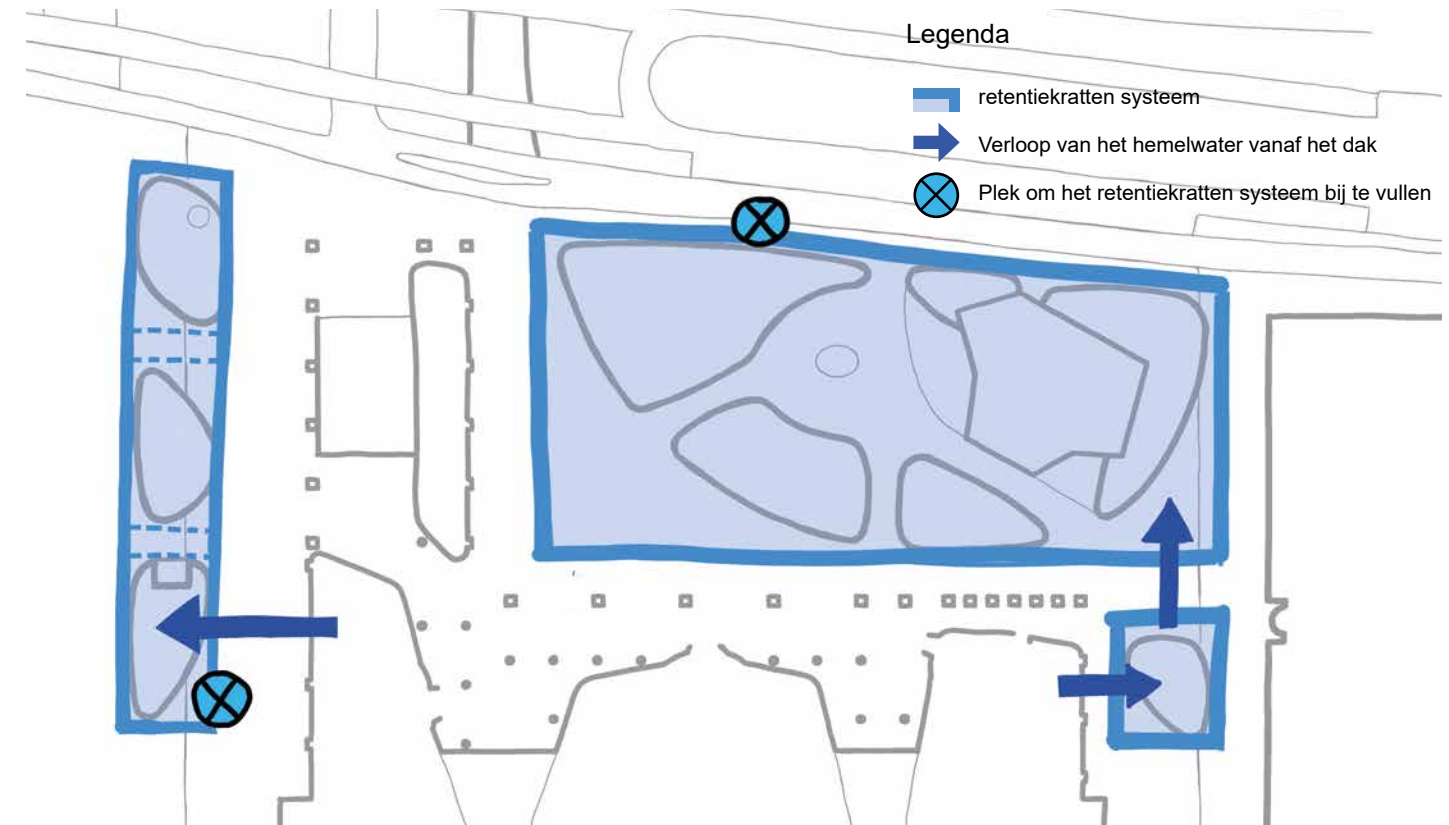 Legenda
retentiekratten systeem
Verloop van het hemelwater vanaf het dak
Plek om het retentiekratten systeem bij te vullen